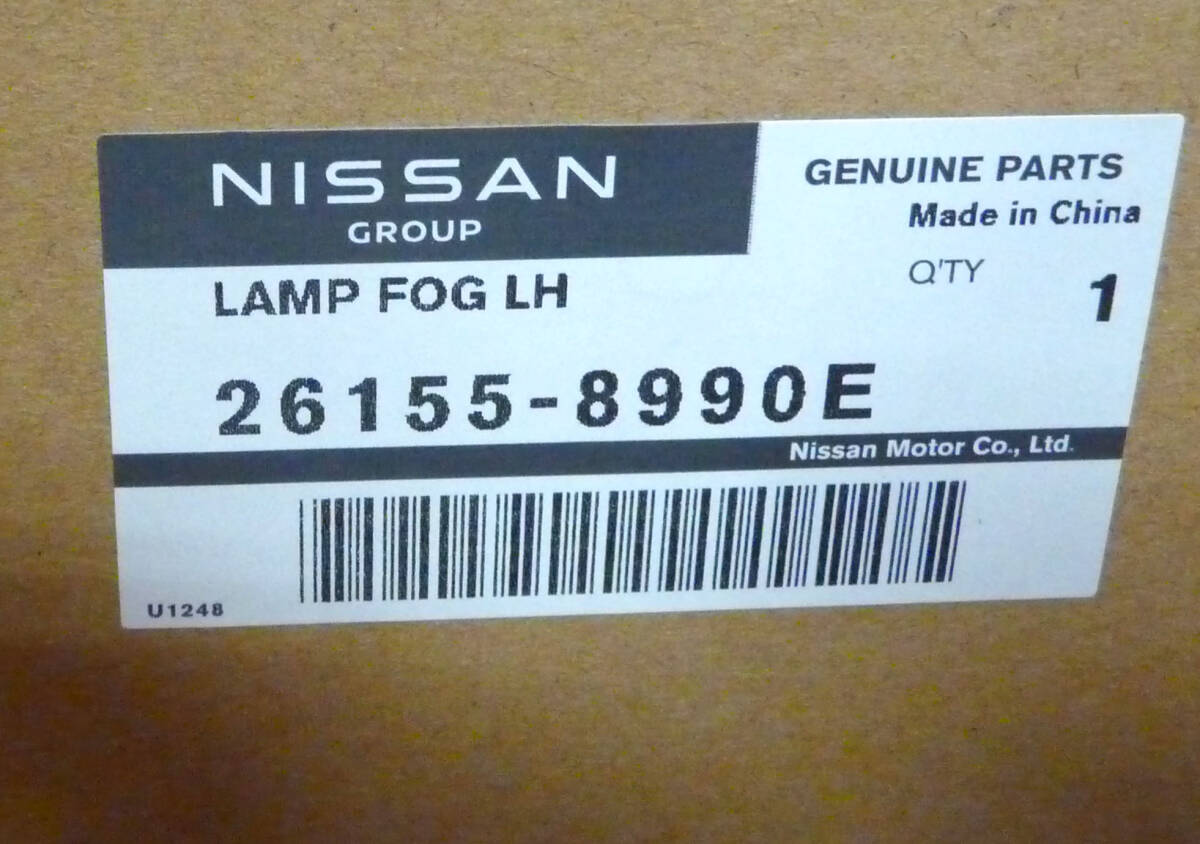 NISSAN
GROUP
GENUINE PARTS
Made in China
LAMP FOG LH
Q'TY
1
26155-8990E
Nissan Motor Co., Ltd.
U1248